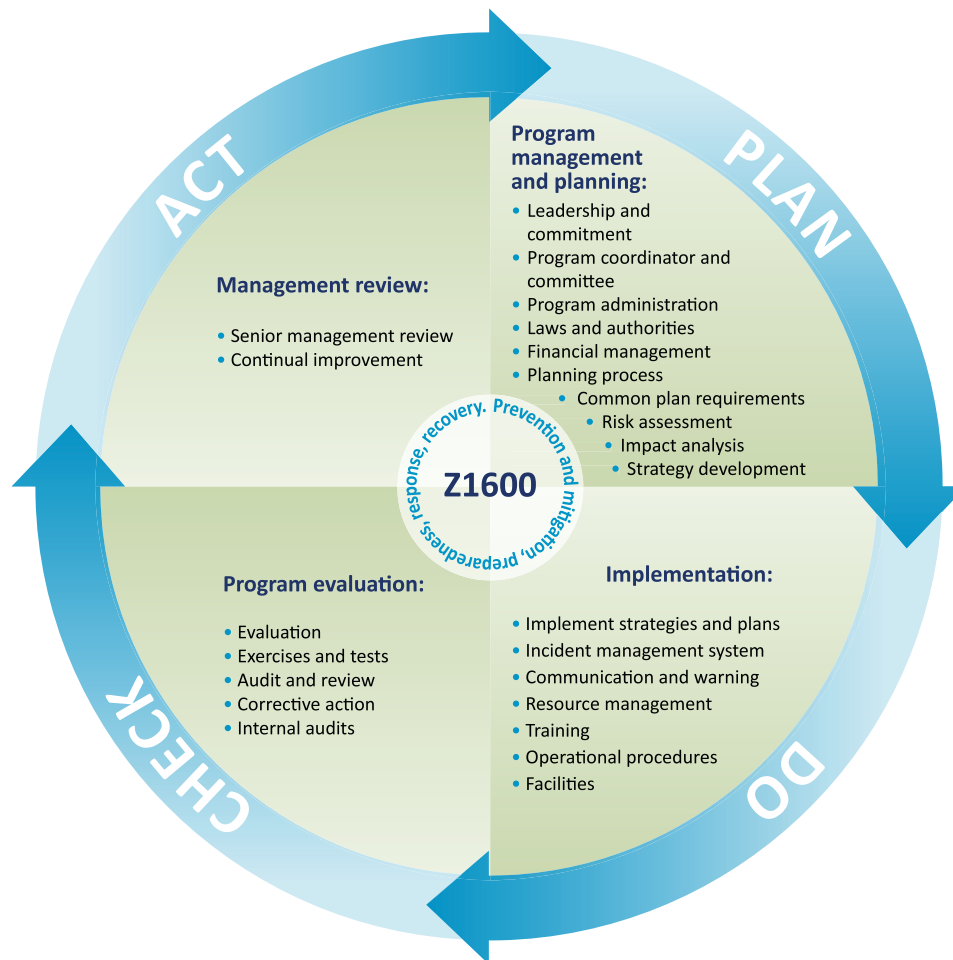 ACT
PLAN
Program
management
and planning:
• Leadership and
commitment
• Program coordinator and
committee
• Program administration
• Laws and authorities
• Financial management
• Planning process
• Common plan requirements
• Risk assessment
• Impact analysis
• Strategy development
Management review:
• Senior management review
• Continual improvement
Prevention and mitigation, preparedness, response, recovery.
Z1600
Program evaluation:
• Evaluation
• Exercises and tests
• Audit and review
• Corrective action
• Internal audits
Implementation:
• Implement strategies and plans
• Incident management system
• Communication and warning
• Resource management
• Training
• Operational procedures
• Facilities
CHECK
DO